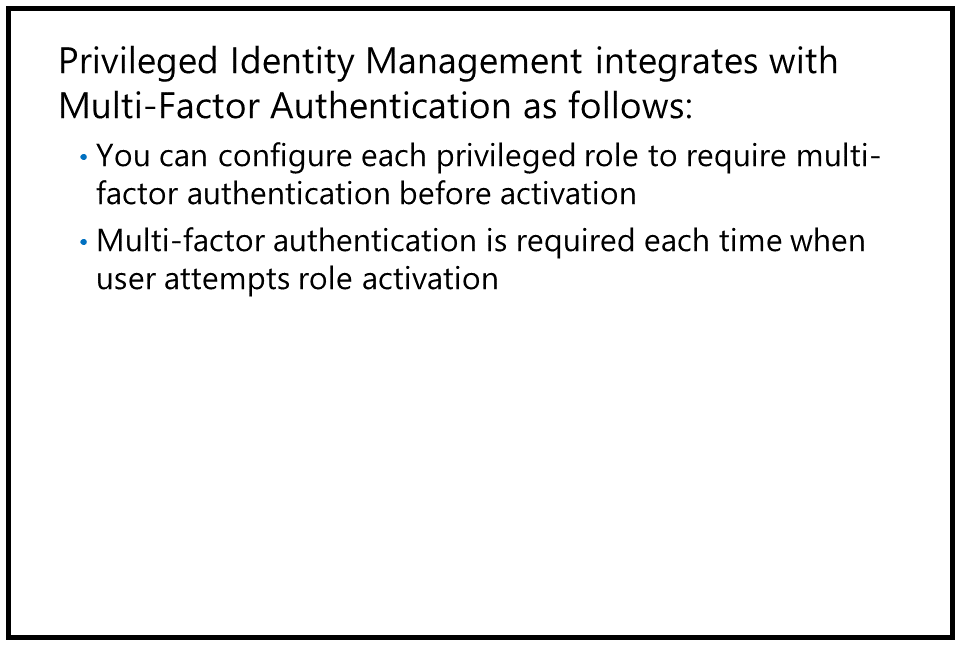 Privileged Identity Management integrates with
Multi-Factor Authentication as follows:
• You can configure each privileged role to require multi-
factor authentication before activation
• Multi-factor authentication is required each time when
user attempts role activation